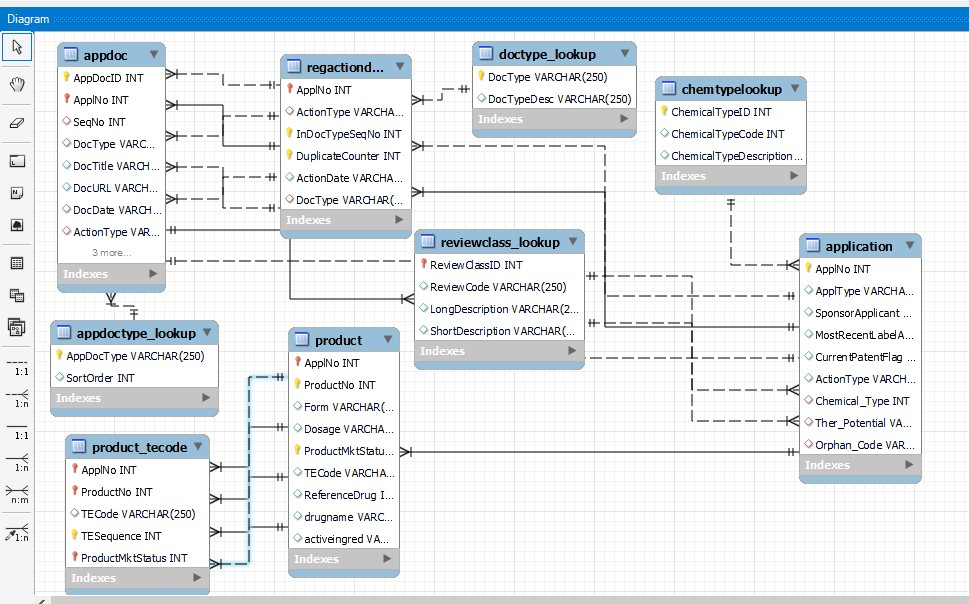 Diagram
appdoc
AppDocID INT
ApplNo INT
SeqNo INT
DocType VARC...
DocTitle VARCH...
DocURL VARCH...
DocDate VARCH...
ActionType VAR...
3 more...
Indexes
regactiond...
ApplNo INT
ActionType VARCHA...
InDocTypeSeqNo INT
DuplicateCounter INT
ActionDate VARCHA...
DocType VARCHAR(...
Indexes
doctype_lookup
DocType VARCHAR(250)
DocTypeDesc VARCHAR(250)
Indexes
chemtypelookup
ChemicalTypeID INT
ChemicalTypeCode INT
ChemicalTypeDescription...
Indexes
reviewclass_lookup
ReviewClassID INT
ReviewCode VARCHAR(250)
LongDescription VARCHAR(2...
ShortDescription VARCHAR(...
Indexes
application
ApplNo INT
ApplType VARCHA...
SponsorApplicant ...
MostRecentLabelA...
CurrentPatentFlag ...
ActionType VARCH...
Chemical_Type INT
Ther_Potential VA...
Orphan_Code VAR...
Indexes
appdoctype_lookup
AppDocType VARCHAR(250)
SortOrder INT
Indexes
product
ApplNo INT
ProductNo INT
Form VARCHAR(...
Dosage VARCHA...
ProductMktStatu...
TECode VARCHA...
ReferenceDrug I...
drugname VARC...
activeingred VA...
Indexes
product_tecode
ApplNo INT
ProductNo INT
TECode VARCHAR(250)
TESequence INT
ProductMktStatus INT
Indexes
1:1
1:n
1:1
1:n
n:m
1:n